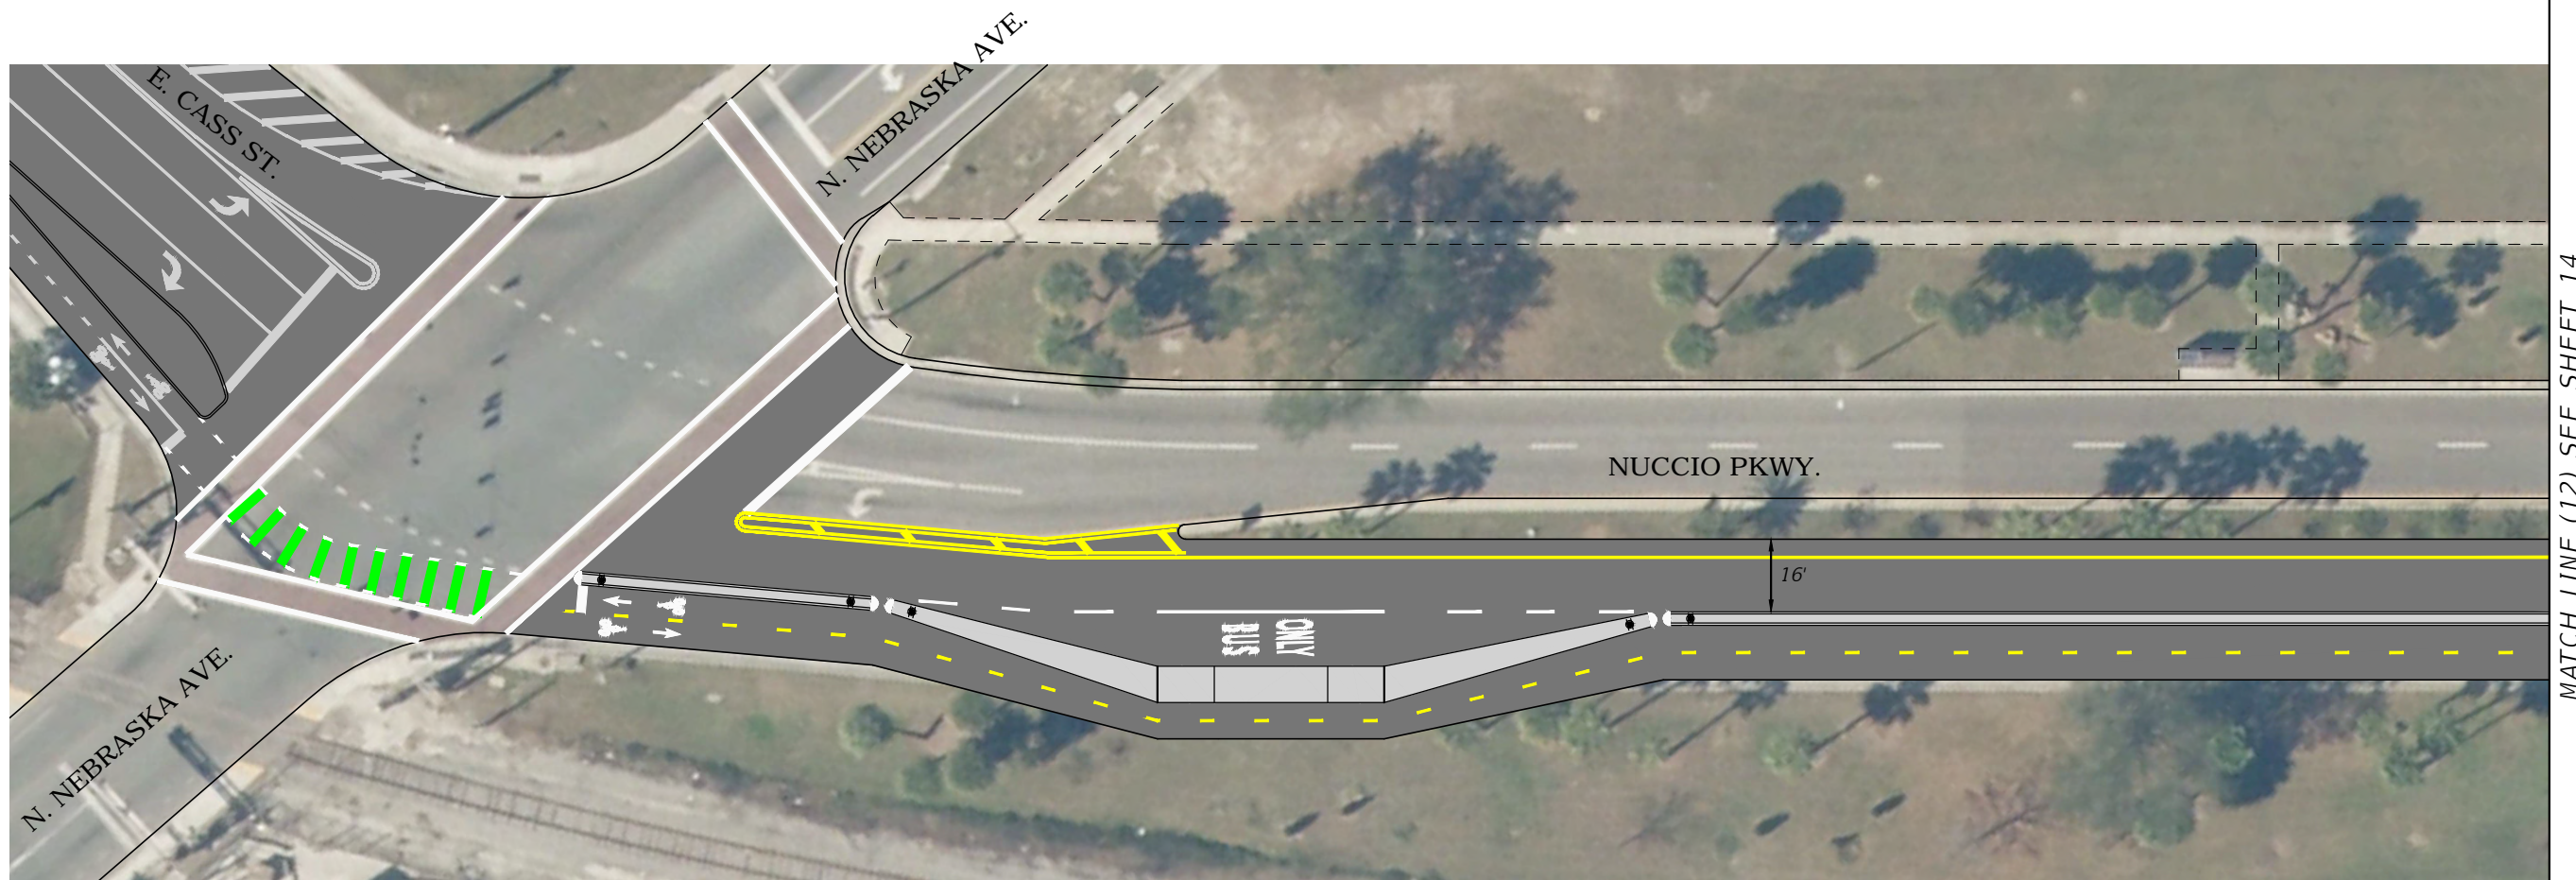 N. NEBRASKA AVE.
E. CASS ST.
NUCCIO PKWY.
16'
BUS
ONLY
N. NEBRASKA AVE.
MATCH LINE (12) SEE SHEET 14